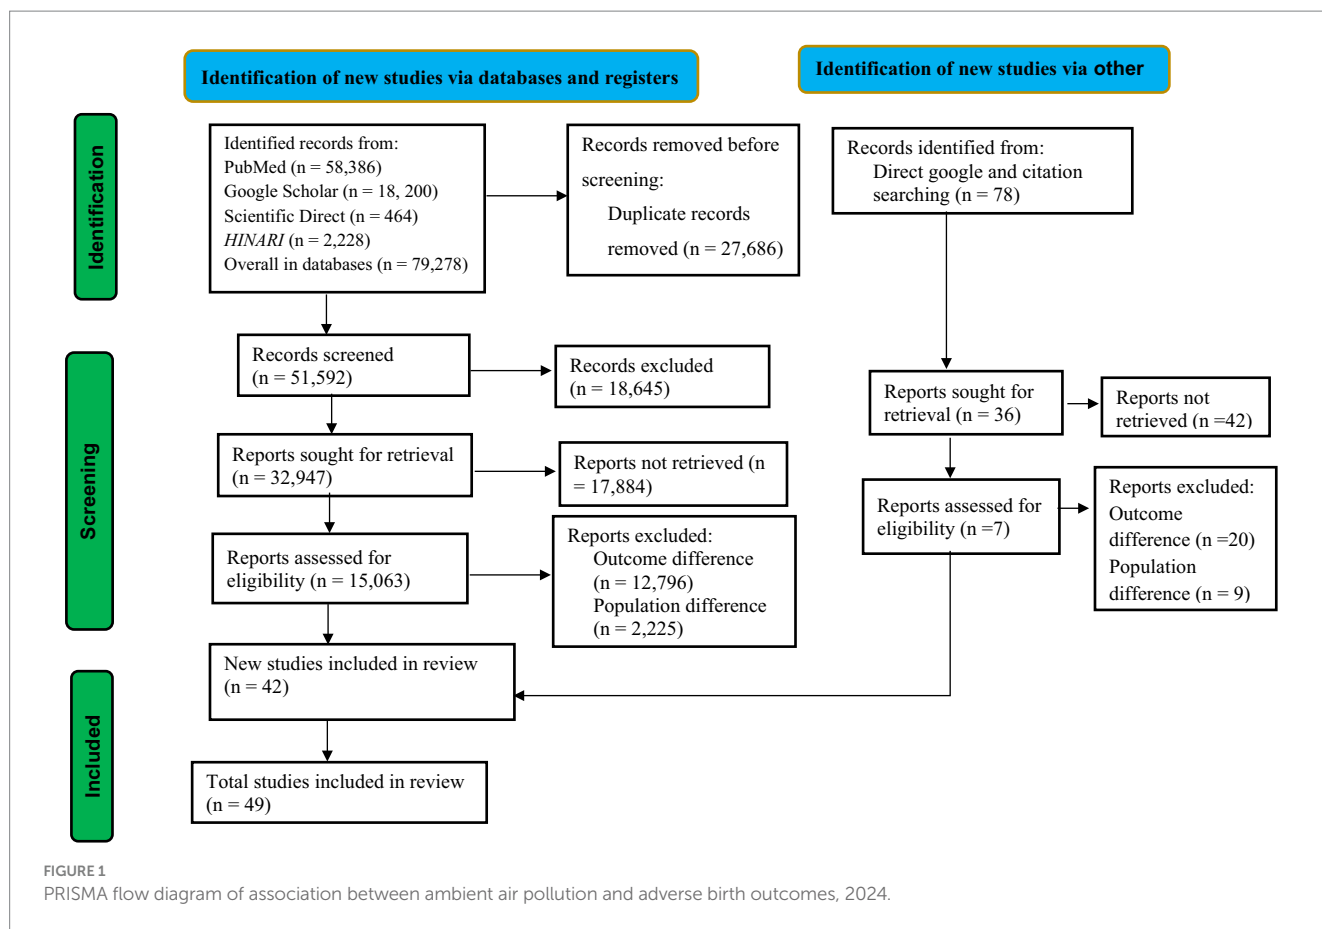 Identification of new studies via databases and registers
Identification of new studies via other
Identification
Identified records from:
PubMed (n = 58,386)
Google Scholar (n = 18, 200)
Scientific Direct (n = 464)
HINARI (n = 2,228)
Overall in databases (n = 79,278)
Records removed before
screening:
Duplicate records
removed (n = 27,686)
Records identified from:
Direct google and citation
searching (n = 78)
Screening
Records screened
(n = 51,592)
Records excluded
(n = 18,645)
Reports sought for retrieval
(n = 32,947)
Reports not retrieved (n
= 17,884)
Reports sought for
retrieval (n = 36)
Reports not
retrieved (n =42)
Reports assessed for
eligibility (n = 15,063)
Reports excluded:
Outcome difference
(n = 12,796)
Population difference
(n = 2,225)
Reports assessed for
eligibility (n =7)
Reports excluded:
Outcome
difference (n =20)
Population
difference (n = 9)
Included
New studies included in review
(n = 42)
Total studies included in review
(n = 49)
FIGURE 1
PRISMA flow diagram of association between ambient air pollution and adverse birth outcomes, 2024.